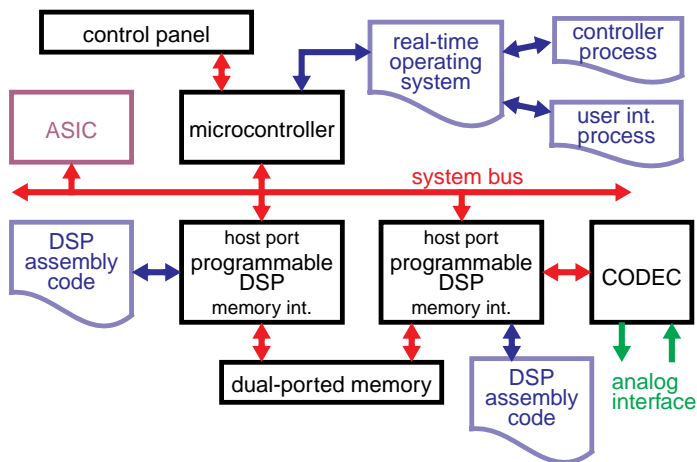 control panel
real-time
operating
system
controller
process
ASIC
microcontroller
user int.
process
system bus
DSP
assembly
code
host port
programmable
DSP
memory int.
host port
programmable
DSP
memory int.
CODEC
dual-ported memory
DSP
assembly
code
analog
interface